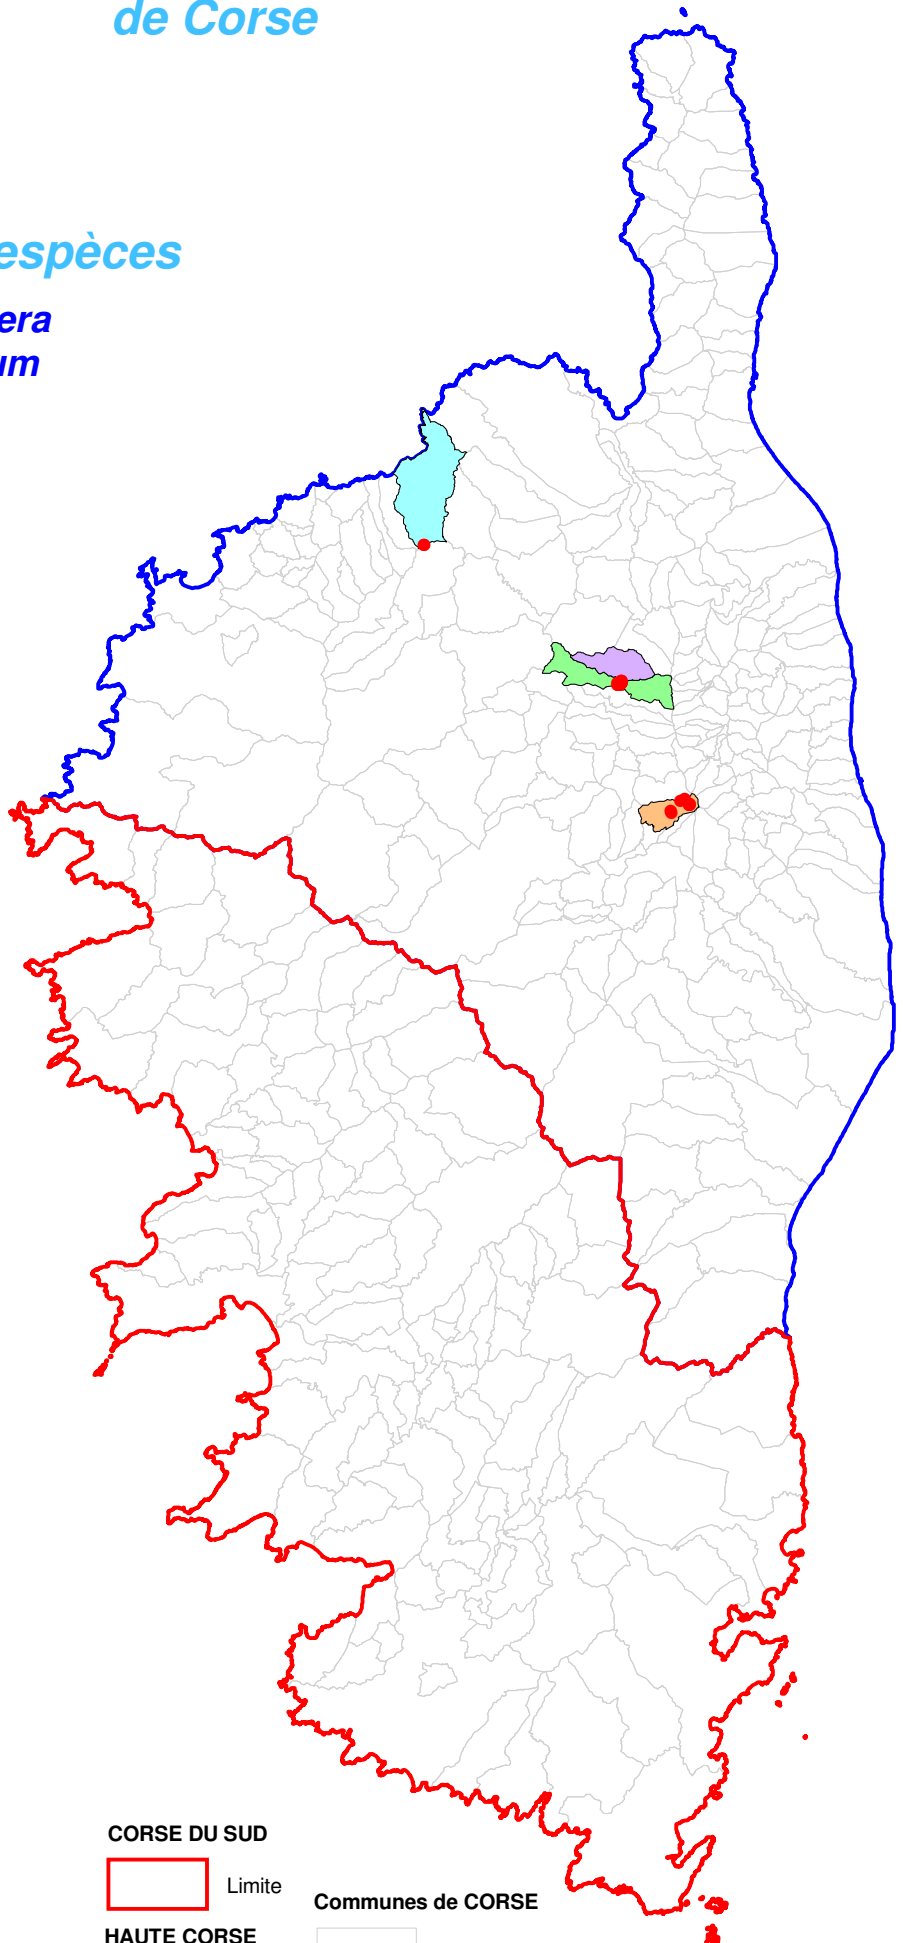 de Corse
espèces
era
um
CORSE DU SUD
Limite
Communes de CORSE
HAUTE CORSE